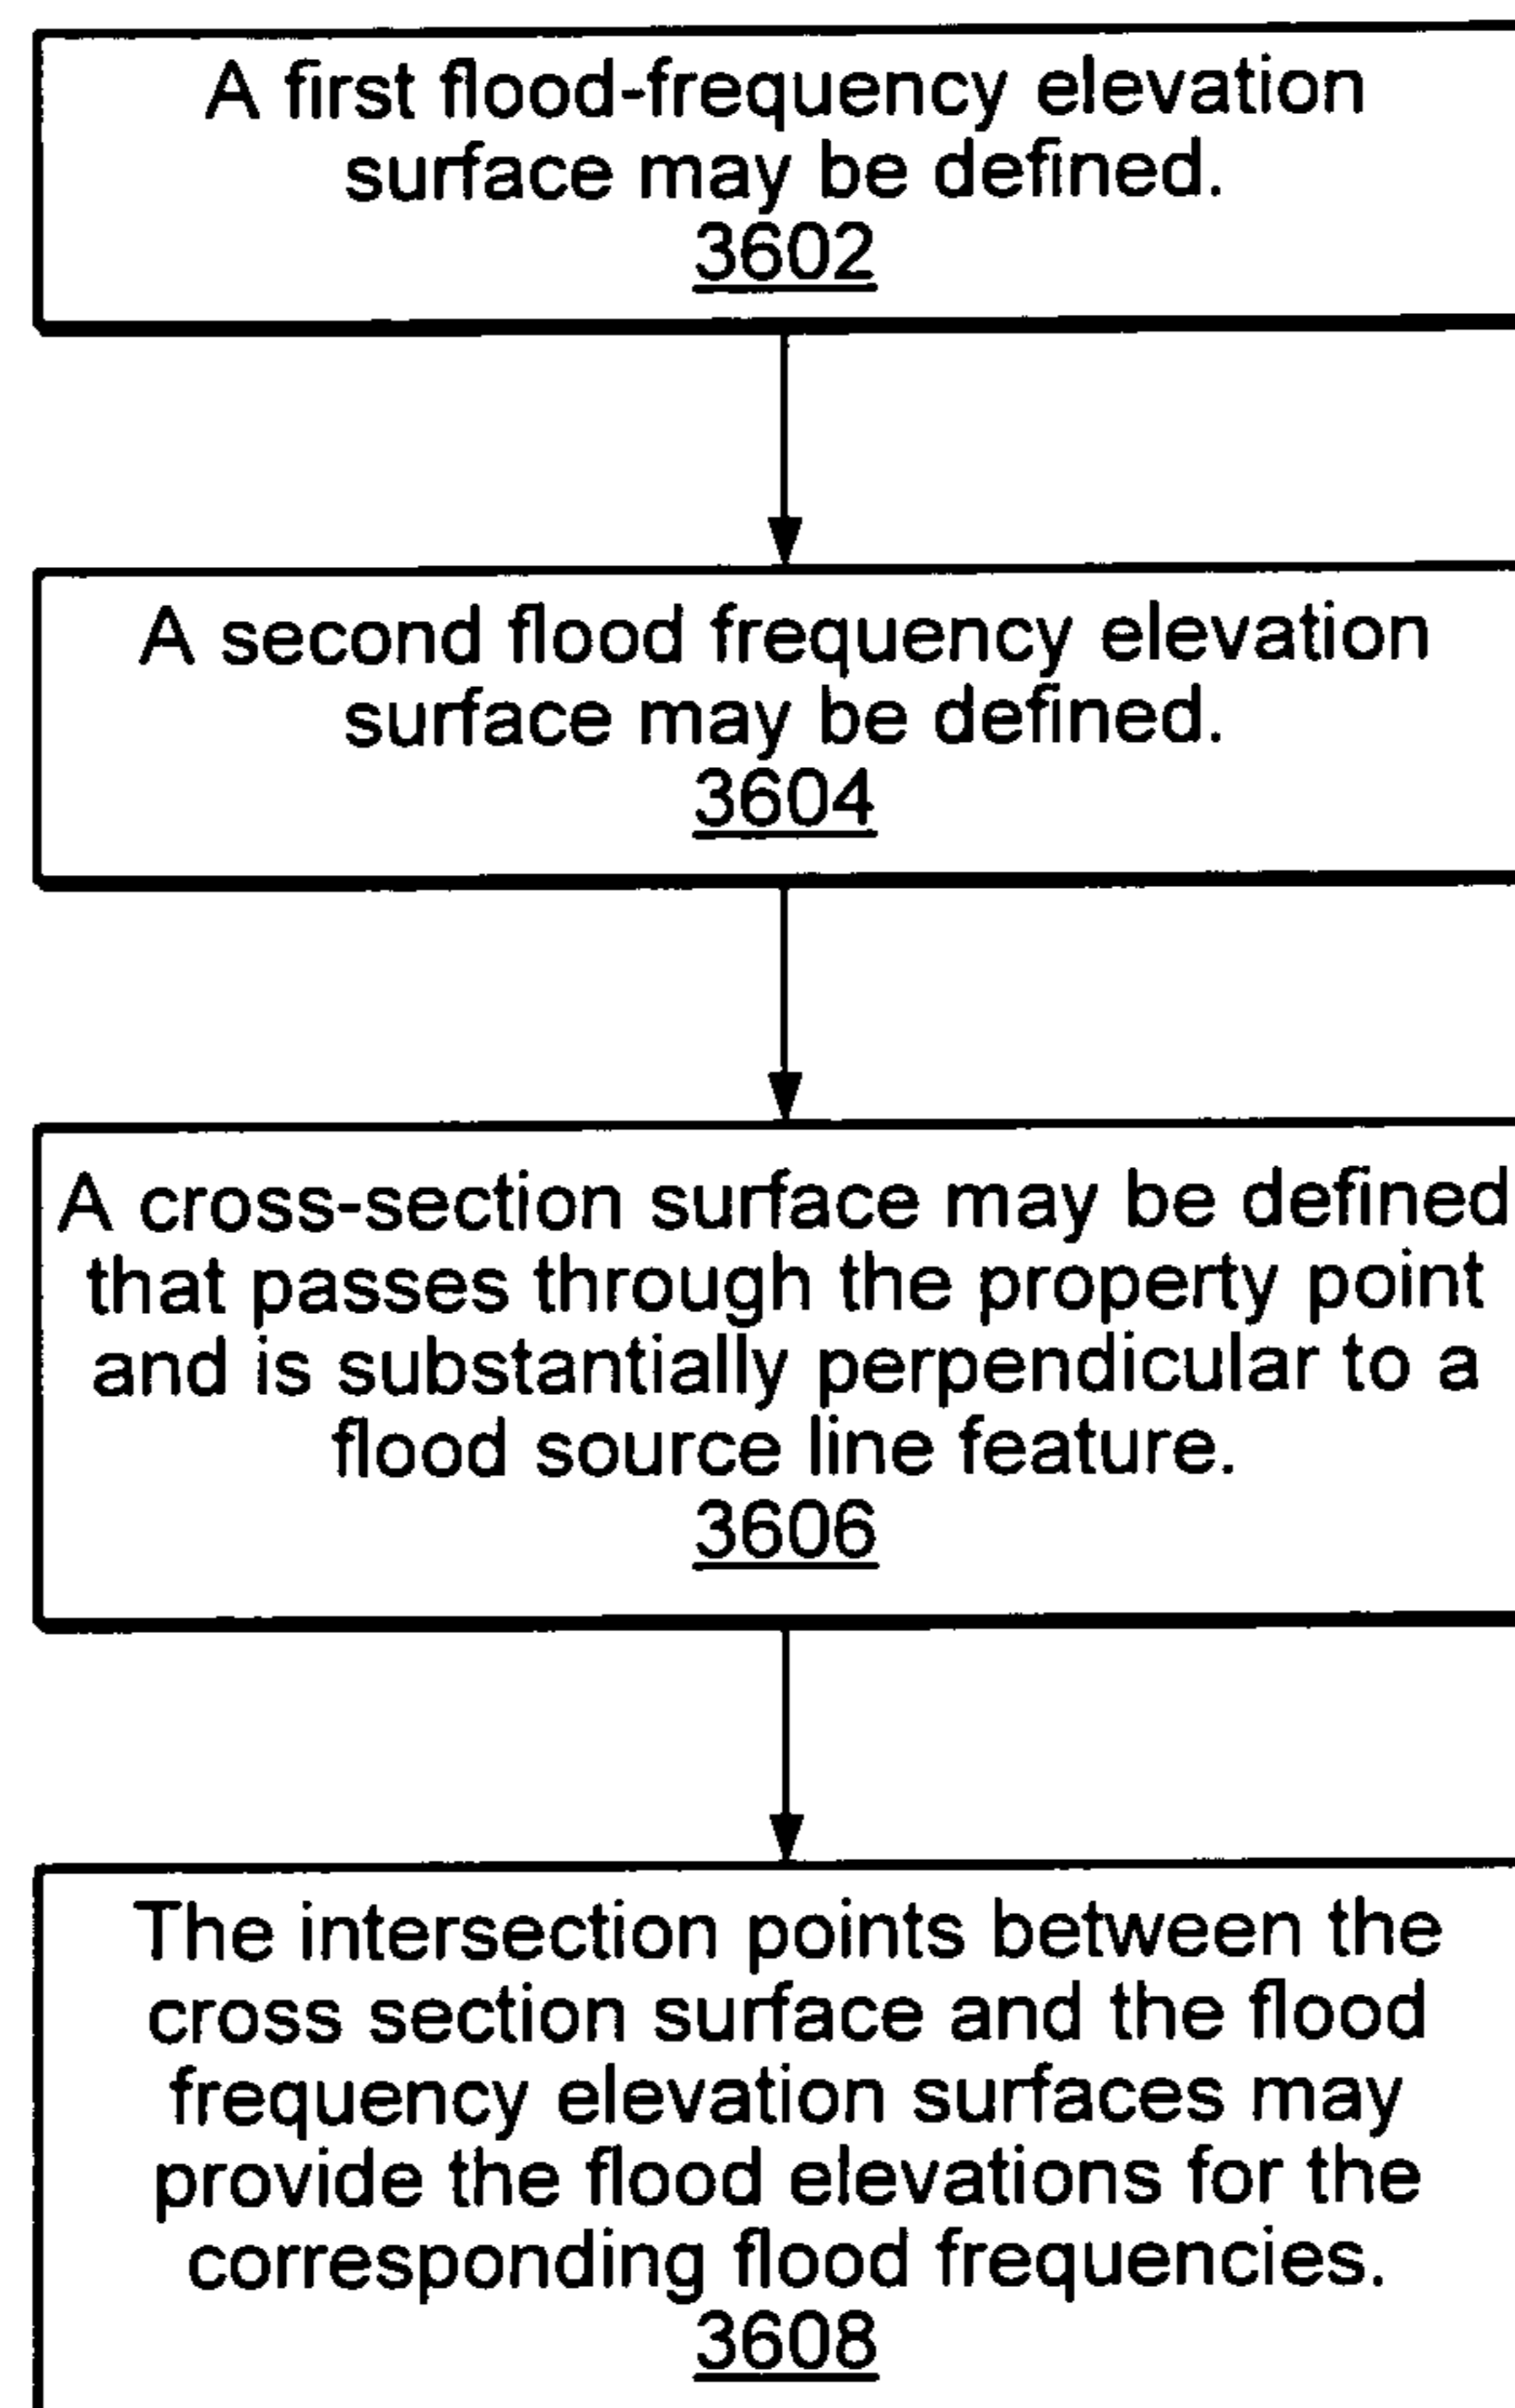 A first flood-frequency elevation
surface may be defined.
3602
A second flood frequency elevation
surface may be defined.
3604
A cross-section surface may be defined
that passes through the property point
and is substantially perpendicular to a
flood source line feature.
3606
The intersection points between the
cross section surface and the flood
frequency elevation surfaces may
provide the flood elevations for the
corresponding flood frequencies.
3608